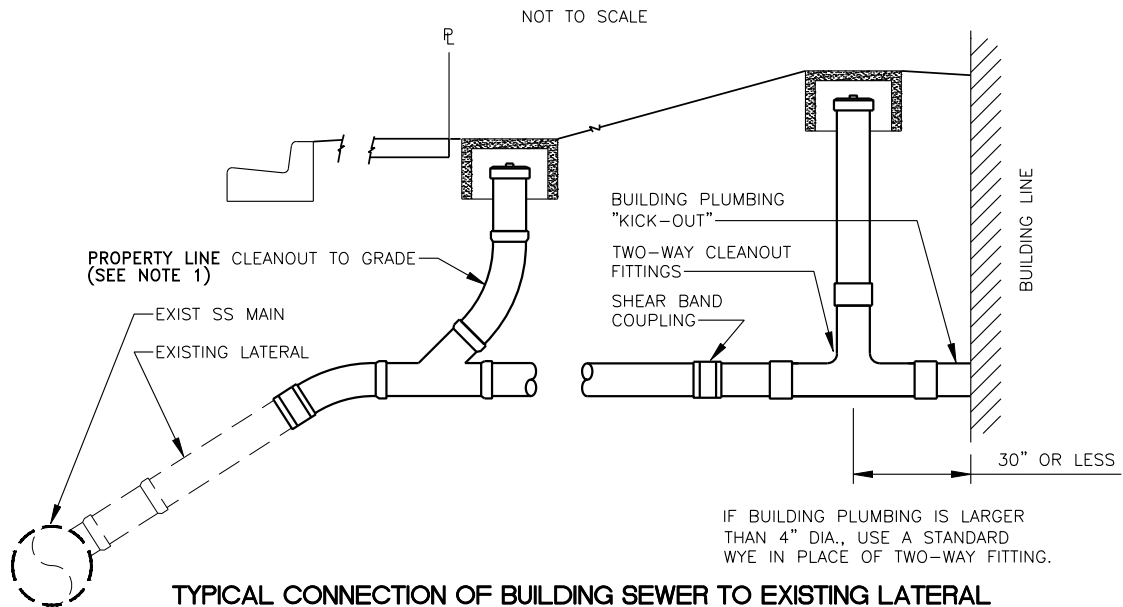 NOT TO SCALE
PL
BUILDING PLUMBING
"KICK-OUT"
BUILDING LINE
PROPERTY LINE CLEANOUT TO GRADE
(SEE NOTE 1)
TWO-WAY CLEANOUT
FITTINGS
SHEAR BAND
COUPLING
EXIST SS MAIN
EXISTING LATERAL
30" OR LESS
IF BUILDING PLUMBING IS LARGER
THAN 4" DIA., USE A STANDARD
WYE IN PLACE OF TWO-WAY FITTING.
TYPICAL CONNECTION OF BUILDING SEWER TO EXISTING LATERAL